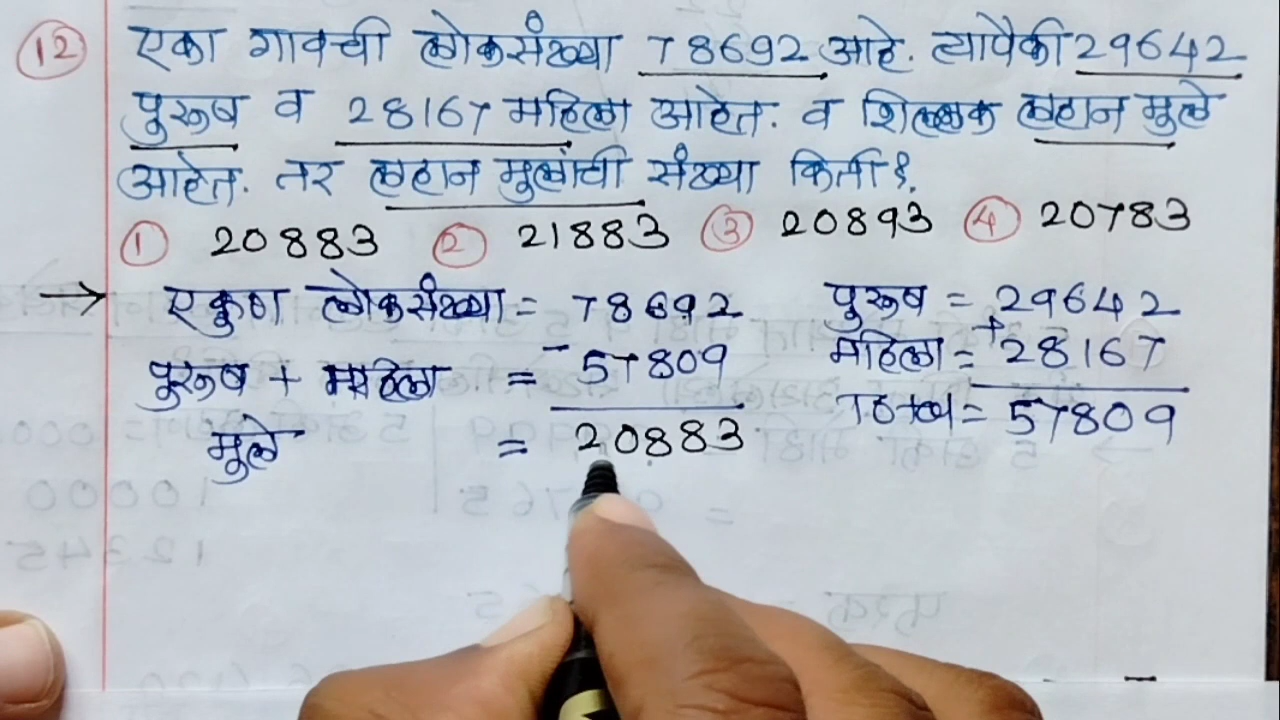 12 एका गावची लोकसंख्या 78692 आहे. त्यापैकी 29642
पुरूष व 28167 महिला आहेत. व शिल्लक लहान मुले
आहेत. तर लहान मुलांची संख्या किती?.
1 20883 2 21883 3 20893 4 20783
→ एकुण लोकसंख्या = 78692
पुरूष + महिला = - 57809
मुले = 20883
पुरूष = 29642
महिला = + 28167
Total = 57809